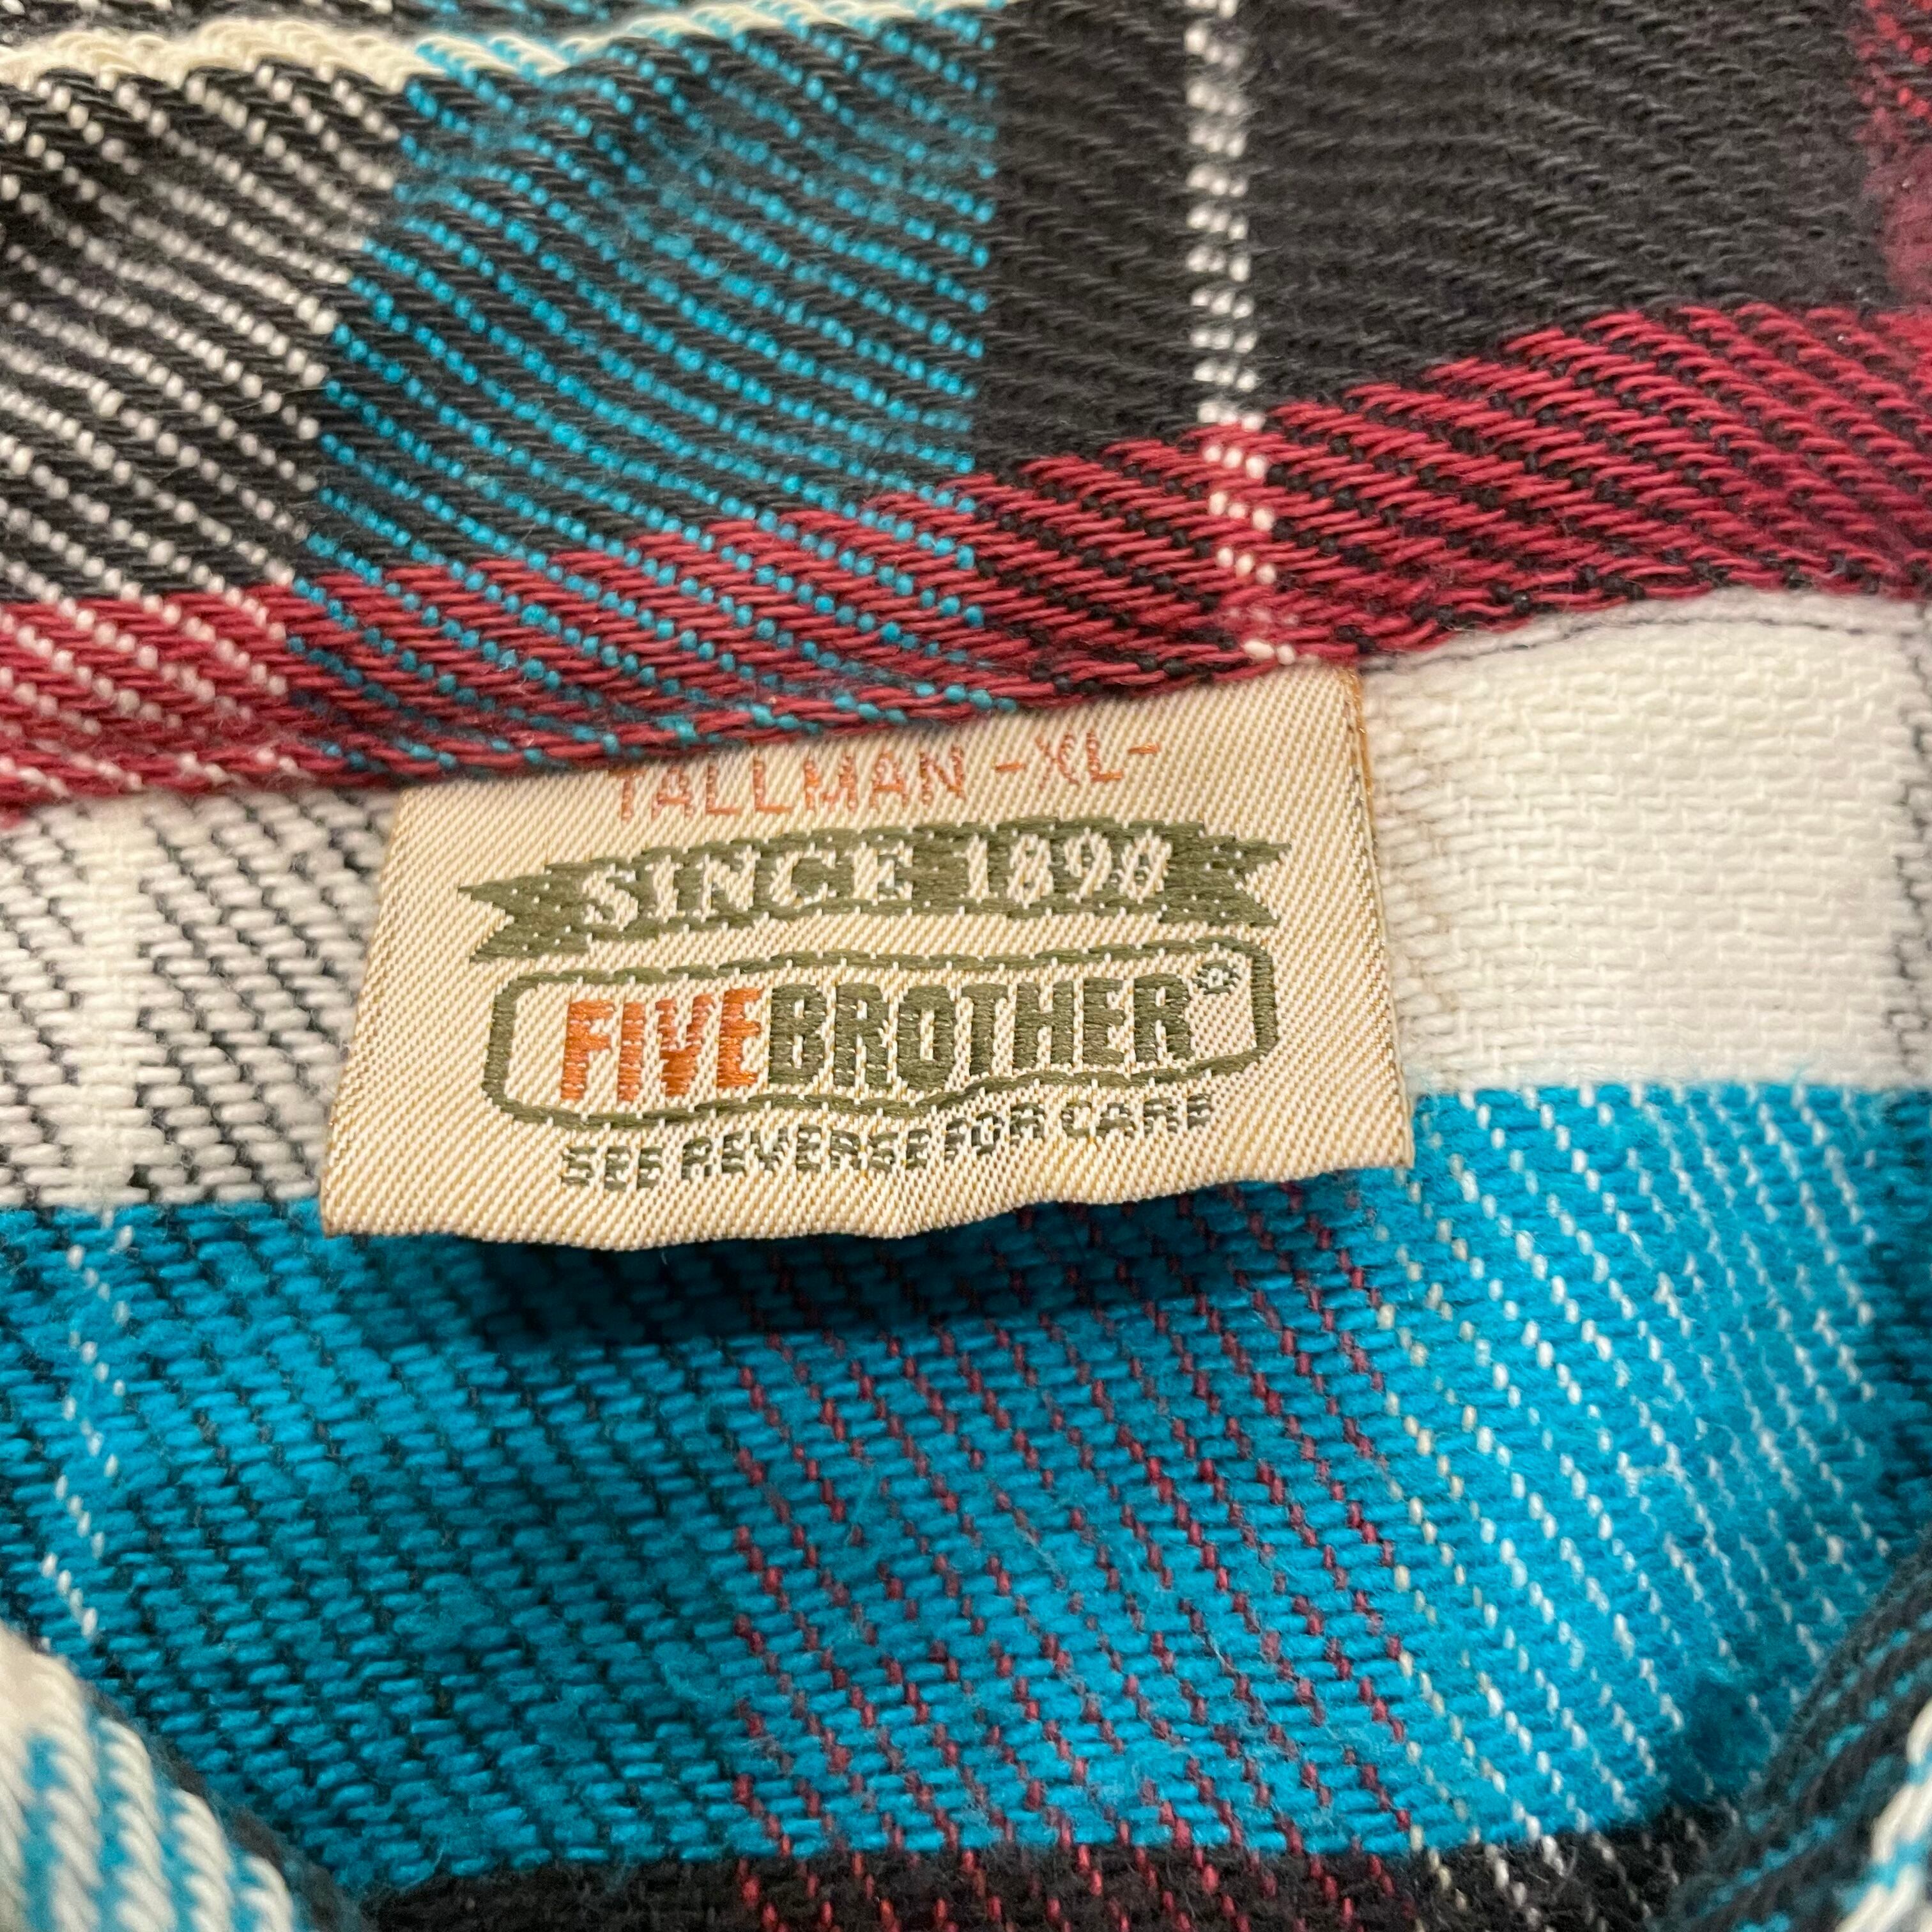 TALLMAN -XL-
SINCE 1890
FIVEBROTHER®
SEE REVERSE FOR CARE